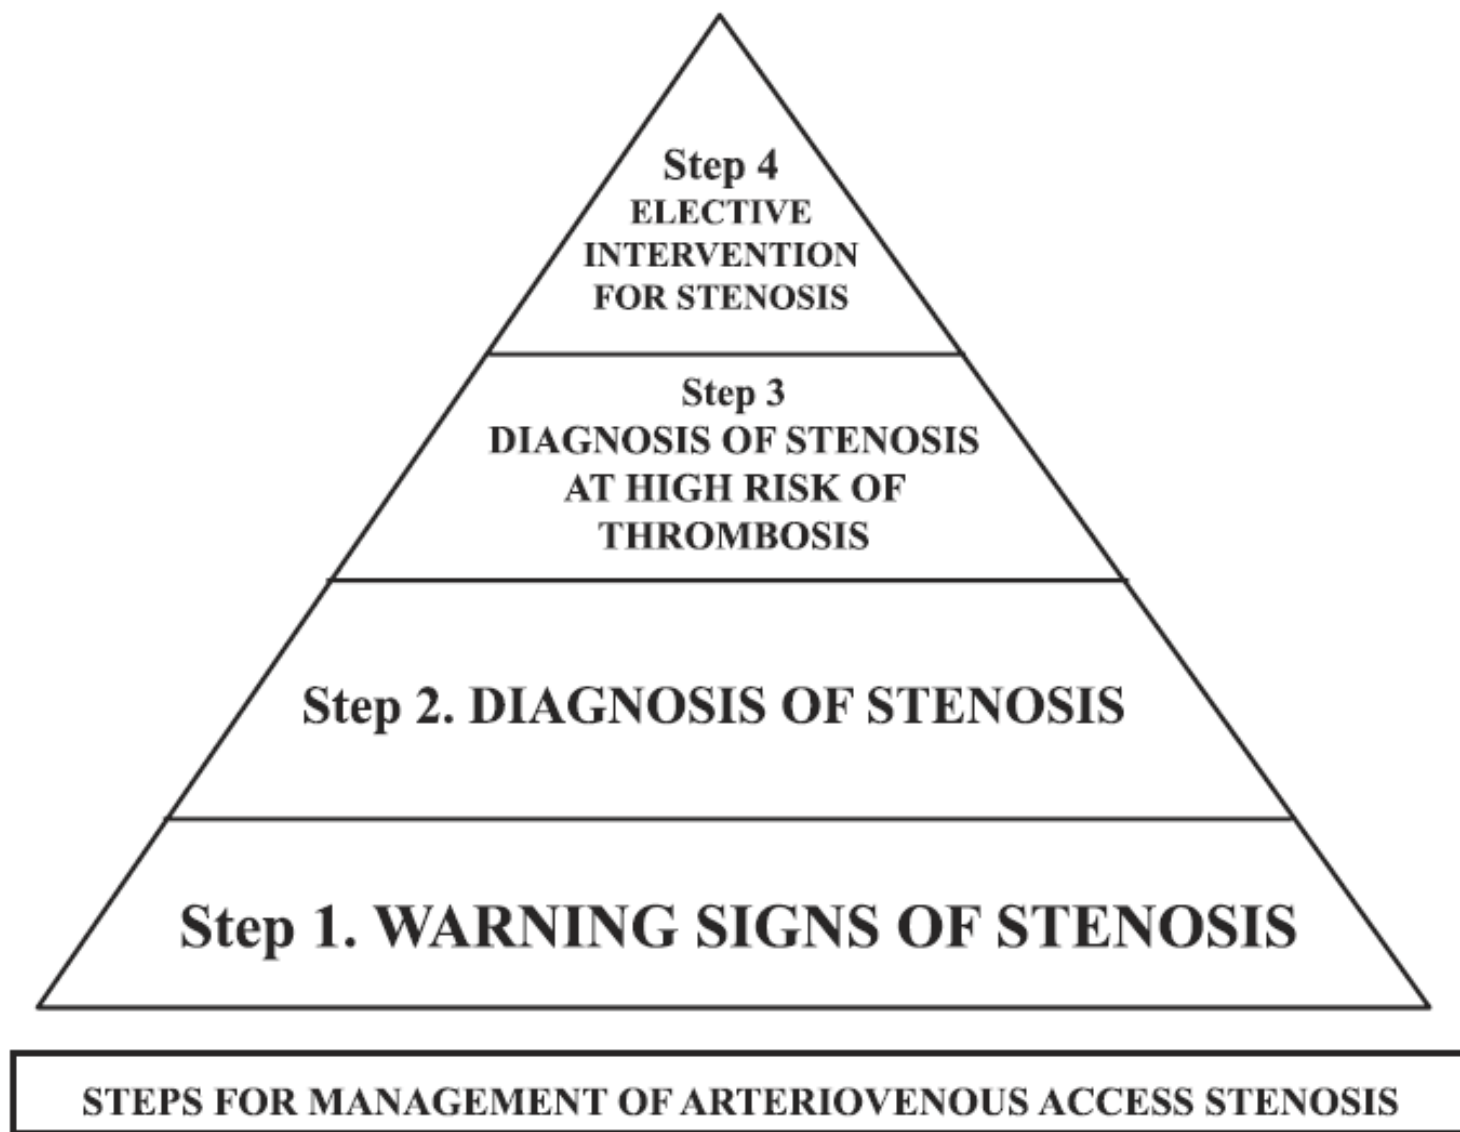 Step 4
ELECTIVE
INTERVENTION
FOR STENOSIS
Step 3
DIAGNOSIS OF STENOSIS
AT HIGH RISK OF
THROMBOSIS
Step 2. DIAGNOSIS OF STENOSIS
Step 1. WARNING SIGNS OF STENOSIS
STEPS FOR MANAGEMENT OF ARTERIOVENOUS ACCESS STENOSIS